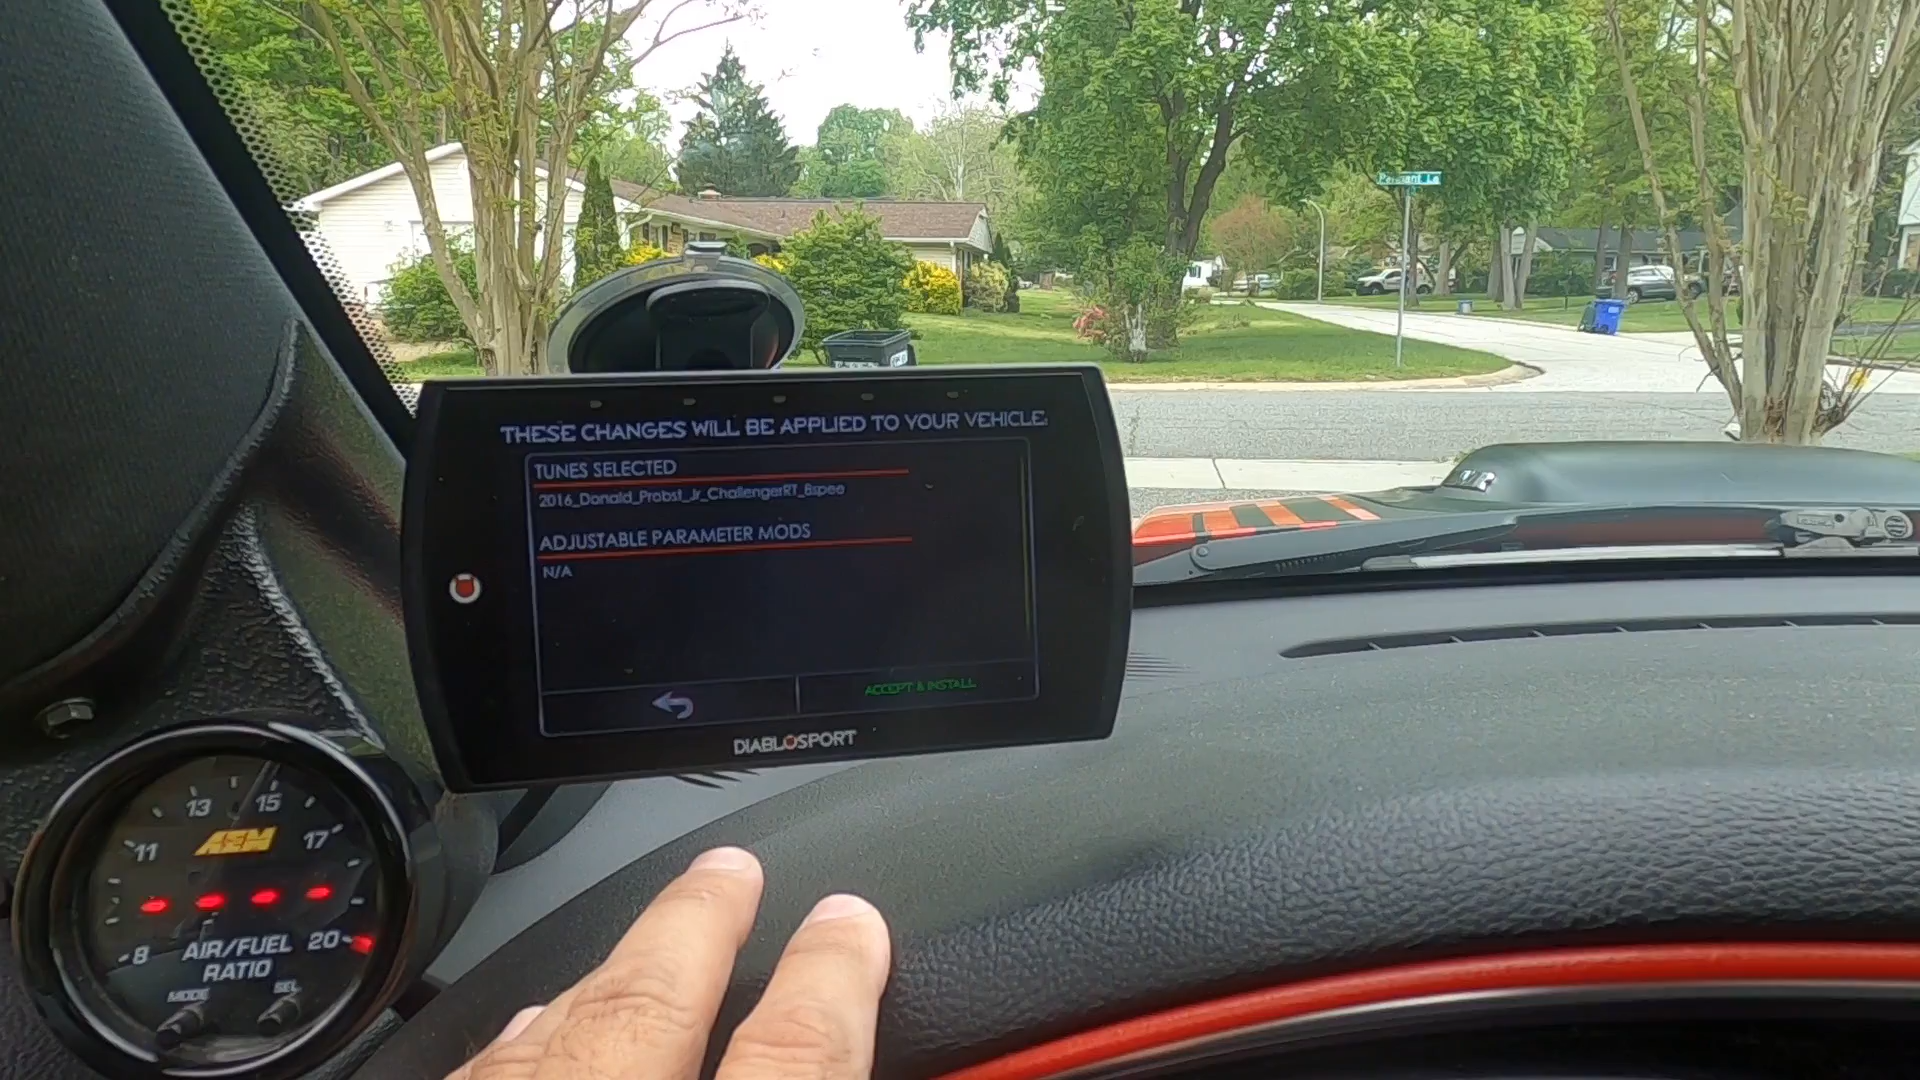 THESE CHANGES WILL BE APPLIED TO YOUR VEHICLE:
TUNES SELECTED
2016_Donald_Probst_Jr_ChallengerRT_8spee
ADJUSTABLE PARAMETER MODS
N/A
ACCEPT & INSTALL
DIABLOSPORT
13 15
11 AEM 17
8 AIR/FUEL 20
RATIO
MODE SEL